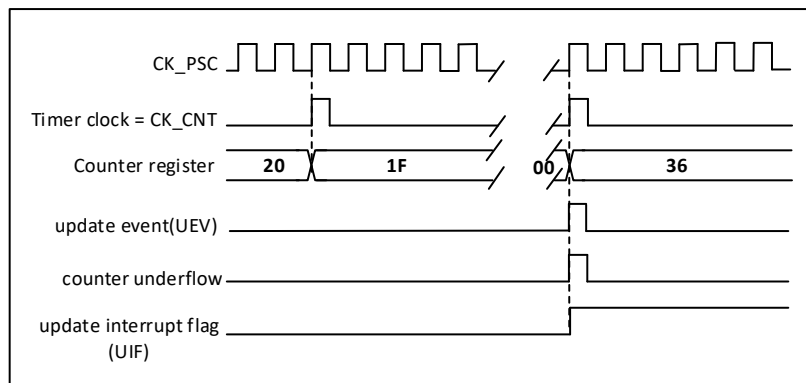 CK_PSC
Timer clock = CK_CNT
Counter register 20 1F 00 36
update event(UEV)
counter underflow
update interrupt flag
(UIF)